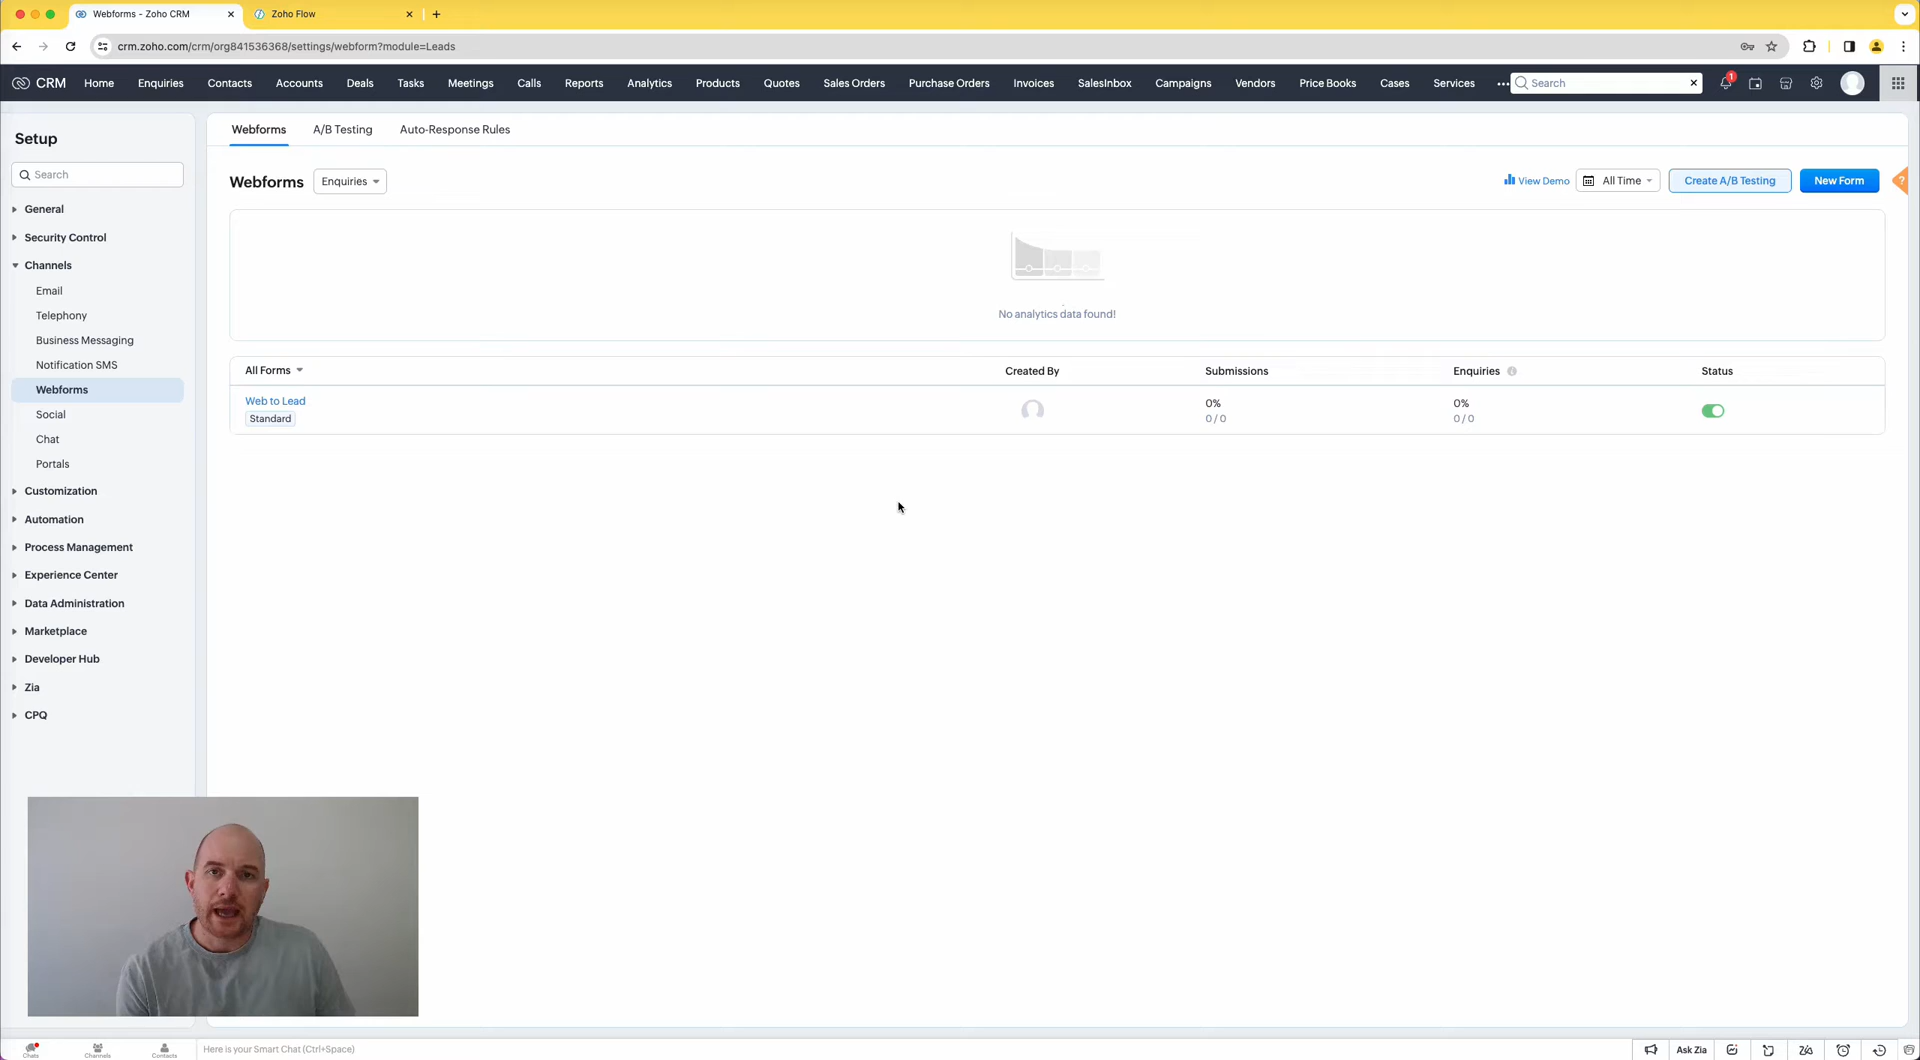 Webforms - Zoho CRM
Zoho Flow
crm.zoho.com/crm/org841536368/settings/webform?module=Leads
CRM Home Enquiries Contacts Accounts Deals Tasks Meetings Calls Reports Analytics Products Quotes Sales Orders Purchase Orders Invoices SalesInbox Campaigns Vendors Price Books Cases Services ••• Search 1
Setup
Search
General
Security Control
Channels
Email
Telephony
Business Messaging
Notification SMS
Webforms
Social
Chat
Portals
Customization
Automation
Process Management
Experience Center
Data Administration
Marketplace
Developer Hub
Zia
CPQ
Webforms A/B Testing Auto-Response Rules
Webforms Enquiries View Demo All Time Create A/B Testing New Form ?
No analytics data found!
All Forms Created By Submissions Enquiries Status
Web to Lead 0% 0%
Standard 0 / 0 0 / 0
Chats Channels Contacts Here is your Smart Chat (Ctrl+Space) Ask Zia